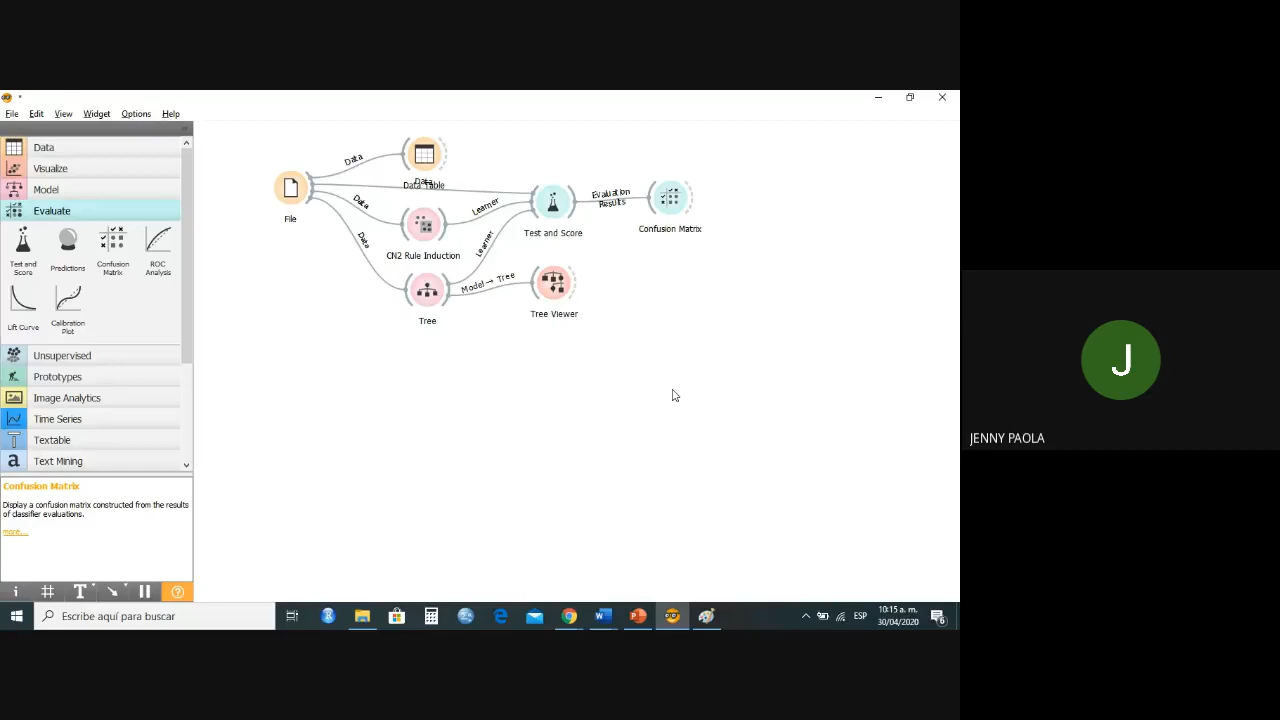 File Edit View Widget Options Help
Data
Visualize
Model
Evaluate
Test and Score
Predictions
Confusion Matrix
ROC Analysis
Lift Curve
Calibration Plot
Unsupervised
Prototypes
Image Analytics
Time Series
Textable
a Text Mining
Confusion Matrix
Display a confusion matrix constructed from the results
of classifier evaluations.
more...
File
Data
Data
Data Table
Data
CN2 Rule Induction
Data
Tree
Learner
Learner
Model → Tree
Test and Score
Tree Viewer
Evaluation
Results
Confusion Matrix
i # T ?
Escribe aquí para buscar
ESP
10:15 a. m.
30/04/2020
6
J
JENNY PAOLA